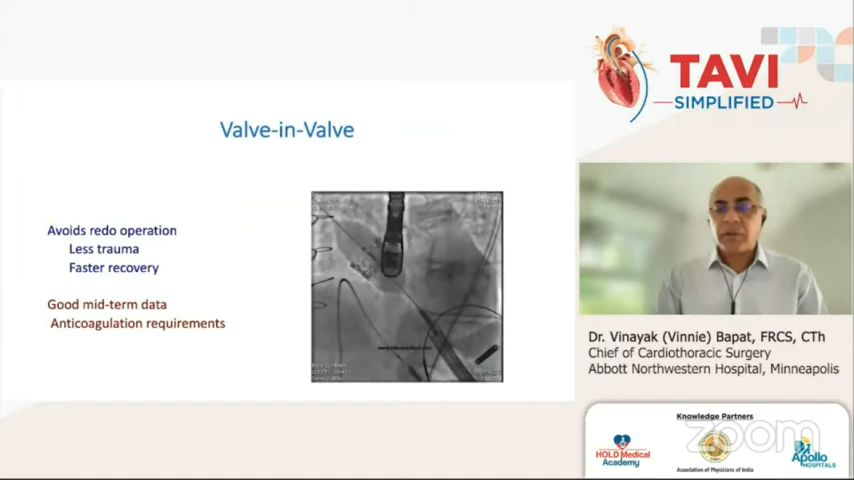 Valve-in-Valve
Avoids redo operation
Less trauma
Faster recovery
Good mid-term data
Anticoagulation requirements
TAVI
SIMPLIFIED
Dr. Vinayak (Vinnie) Bapat, FRCS, CTh
Chief of Cardiothoracic Surgery
Abbott Northwestern Hospital, Minneapolis
Knowledge Partners
zoom
HOLD Medical
Academy
Association of Physicians of India
Apollo
HOSPITALS